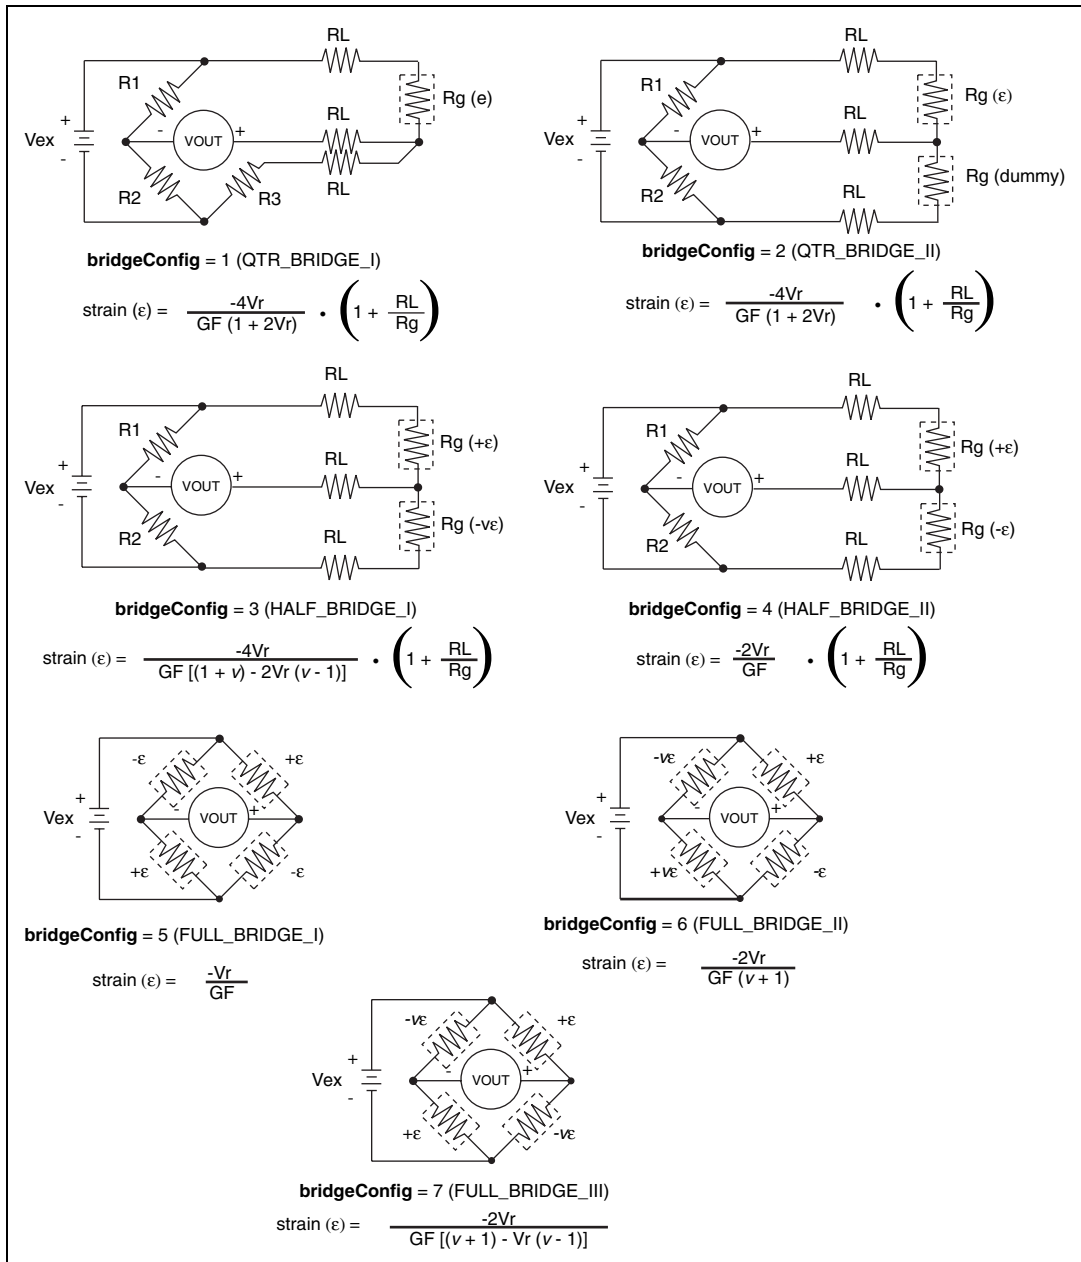 RL
R1
Rg (e)
- VOUT +
RL
Vex + -
R2
R3
RL
bridgeConfig = 1 (QTR_BRIDGE_I)
strain (ε) = -4Vr / GF (1 + 2Vr) • (1 + RL / Rg)
RL
R1
Rg (ε)
- VOUT +
RL
Vex + -
R2
Rg (dummy)
RL
bridgeConfig = 2 (QTR_BRIDGE_II)
strain (ε) = -4Vr / GF (1 + 2Vr) • (1 + RL / Rg)
RL
R1
Rg (+ε)
RL
Vex + -
- VOUT +
R2
Rg (-νε)
RL
bridgeConfig = 3 (HALF_BRIDGE_I)
strain (ε) = -4Vr / GF [(1 + ν) - 2Vr (ν - 1)] • (1 + RL / Rg)
RL
R1
Rg (+ε)
RL
Vex + -
- VOUT +
R2
Rg (-ε)
RL
bridgeConfig = 4 (HALF_BRIDGE_II)
strain (ε) = -2Vr / GF • (1 + RL / Rg)
-ε
+ε
Vex + -
- VOUT +
+ε
-ε
bridgeConfig = 5 (FULL_BRIDGE_I)
strain (ε) = -Vr / GF
-νε
+ε
Vex + -
- VOUT +
+νε
-ε
bridgeConfig = 6 (FULL_BRIDGE_II)
strain (ε) = -2Vr / GF (ν + 1)
-νε
+ε
Vex + -
- VOUT +
+ε
-νε
bridgeConfig = 7 (FULL_BRIDGE_III)
strain (ε) = -2Vr / GF [(ν + 1) - Vr (ν - 1)]